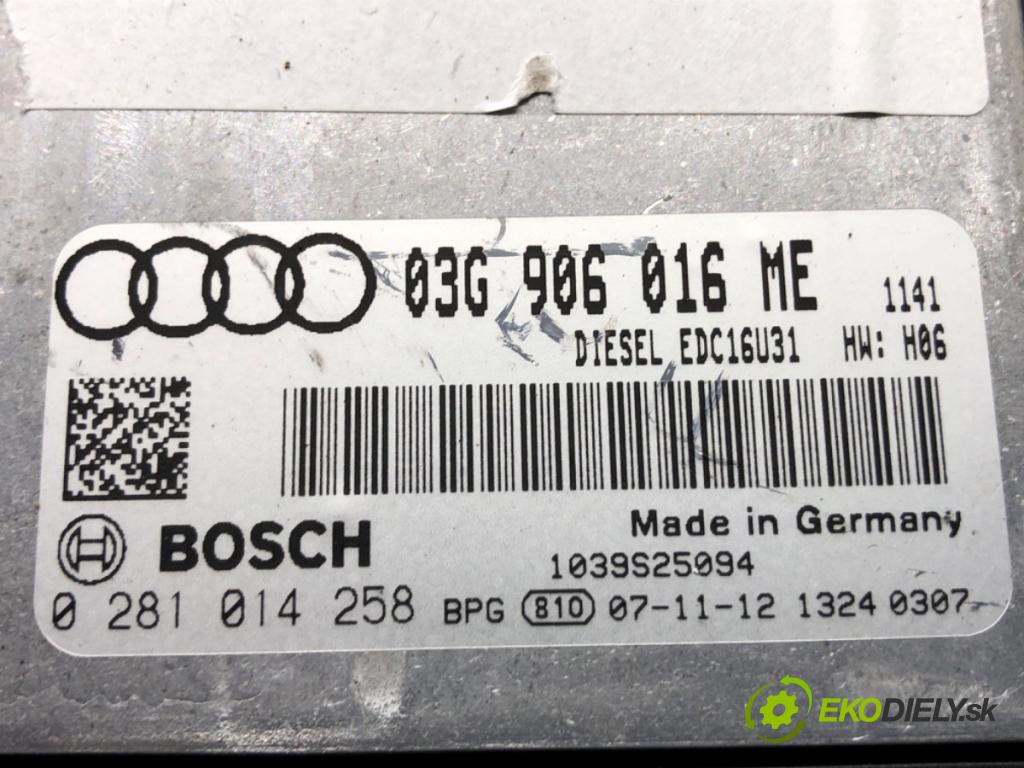 03G 906 016 ME 1141
DIESEL EDC16U31 HW: H06
BOSCH Made in Germany
1039S25094
0 281 014 258 BPG 810 07-11-12 1324 0307
EKODIELY.sk